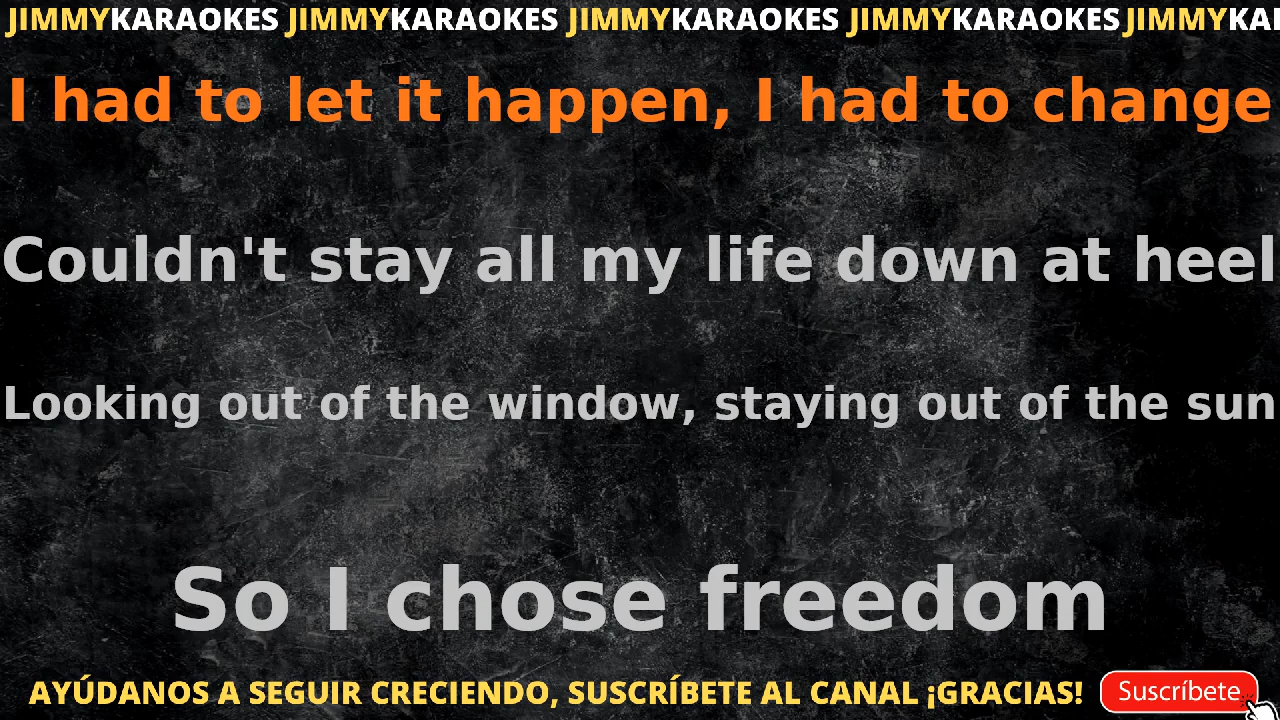 JIMMYKARAOKES JIMMYKARAOKES JIMMYKARAOKES JIMMYKARAOKES JIMMYKA
I had to let it happen, I had to change
Couldn't stay all my life down at heel
Looking out of the window, staying out of the sun
So I chose freedom
AYÚDANOS A SEGUIR CRECIENDO, SUSCRÍBETE AL CANAL ¡GRACIAS! Suscríbete